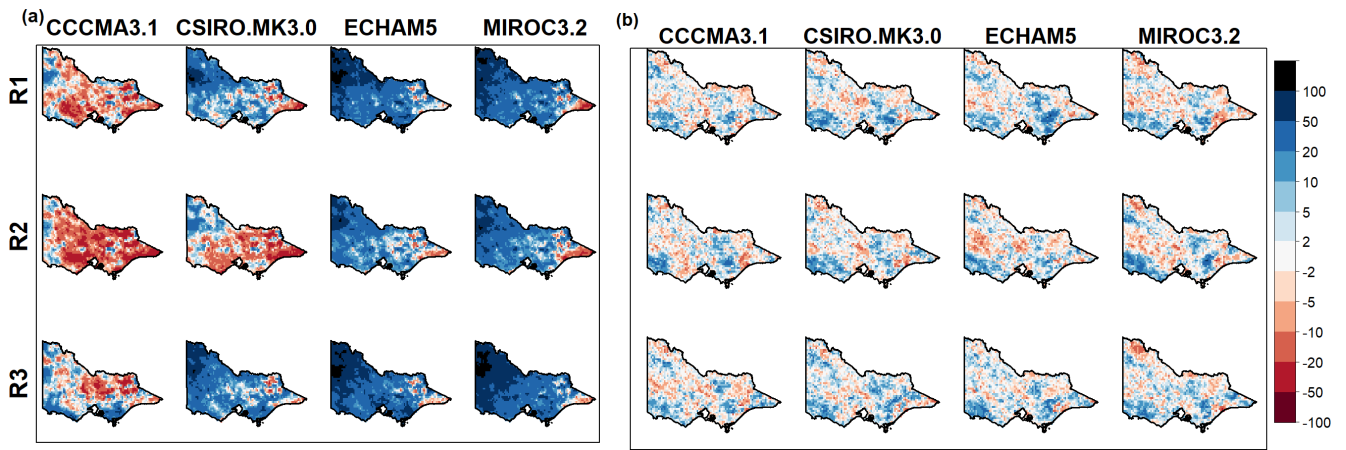 (a)
CCCMA3.1 CSIRO.MK3.0 ECHAM5 MIROC3.2
R1
R2
R3
(b)
CCCMA3.1 CSIRO.MK3.0 ECHAM5 MIROC3.2
100
50
20
10
5
2
-2
-5
-10
-20
-50
-100